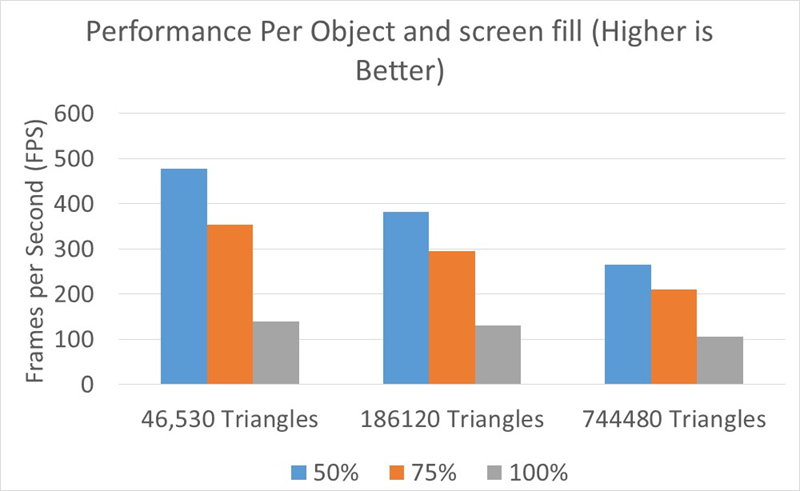 Performance Per Object and screen fill (Higher is
Better)
Frames per Second (FPS)
600
500
400
300
200
100
0
46,530 Triangles
186120 Triangles
744480 Triangles
50%
75%
100%